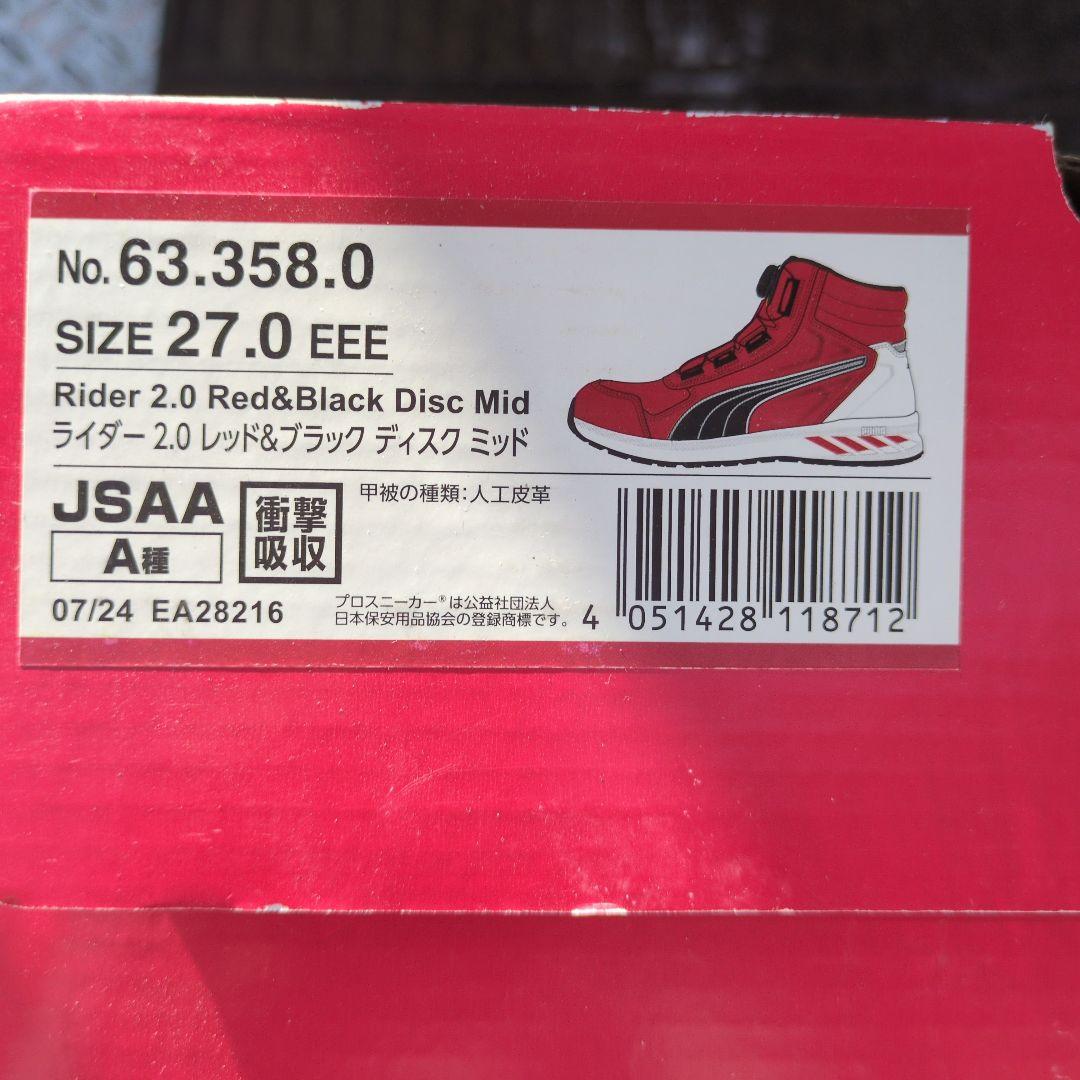 No. 63.358.0
SIZE 27.0 EEE
Rider 2.0 Red&Black Disc Mid
ライダー 2.0 レッド&ブラック ディスク ミッド
JSAA
A種
衝撃
吸収
甲被の種類:人工皮革
07/24 EA28216
プロスニーカー®は公益社団法人
日本保安用品協会の登録商標です。
4 051428 118712